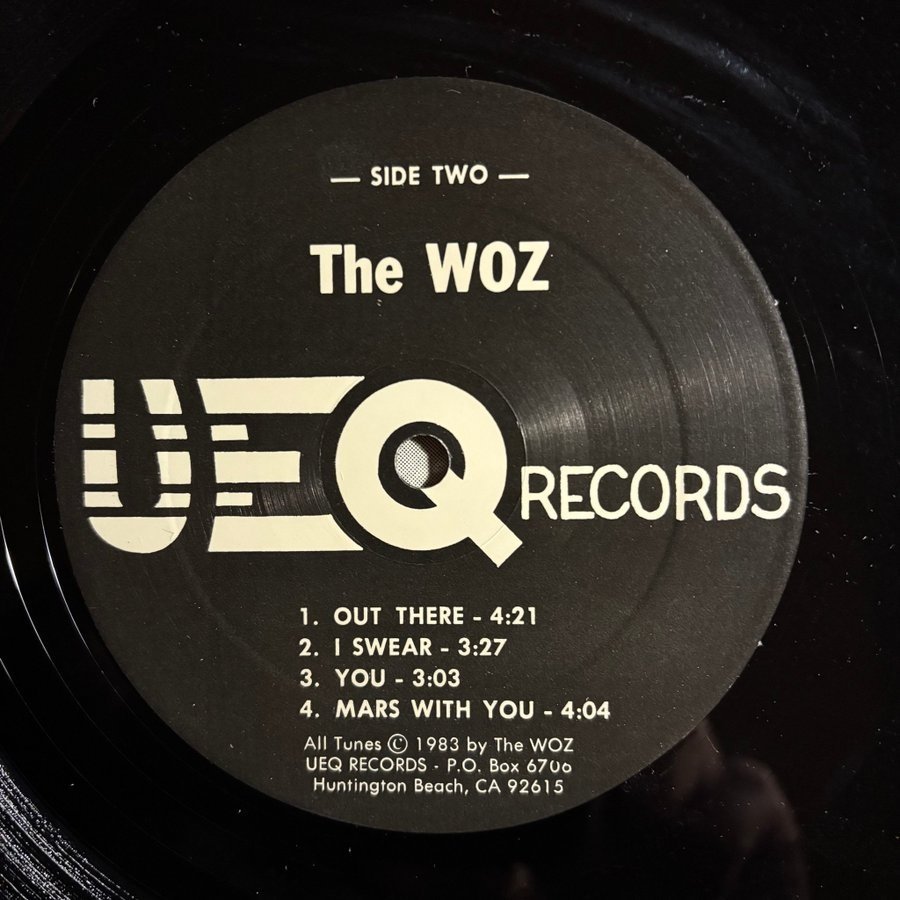 — SIDE TWO —
The WOZ
UEQ RECORDS
1. OUT THERE - 4:21
2. I SWEAR - 3:27
3. YOU - 3:03
4. MARS WITH YOU - 4:04
All Tunes © 1983 by The WOZ
UEQ RECORDS - P.O. Box 6706
Huntington Beach, CA 92615